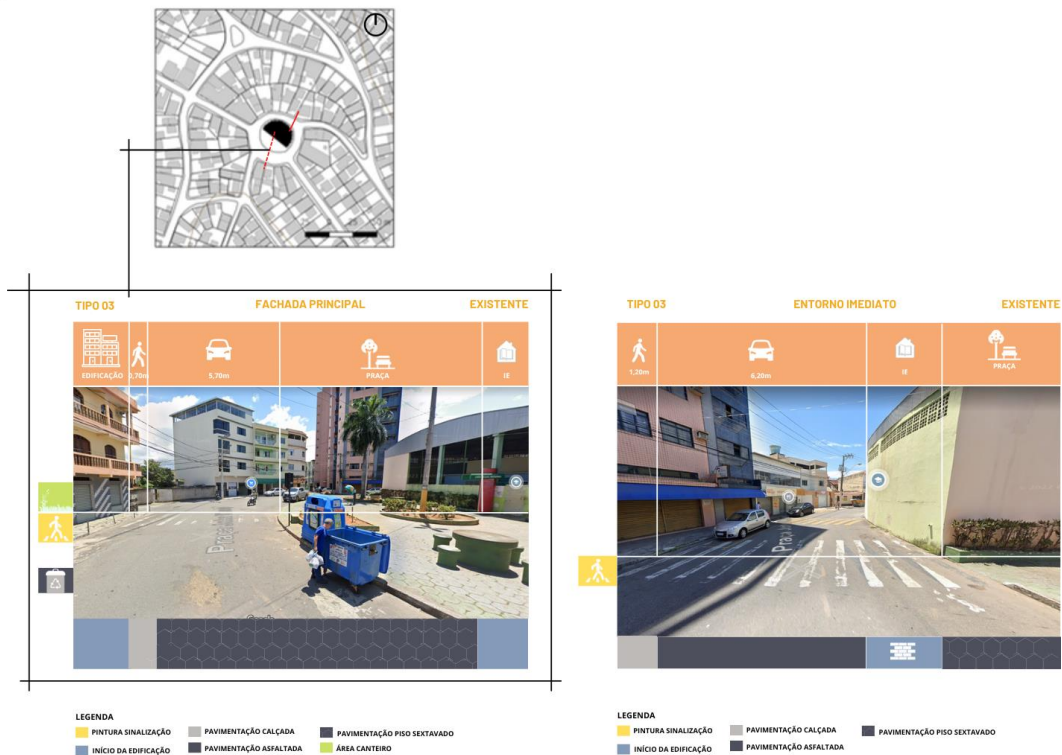 TIPO 03 FACHADA PRINCIPAL EXISTENTE
EDIFICAÇÃO 0,70m 5,70m PRAÇA IE
LEGENDA
PINTURA SINALIZAÇÃO PAVIMENTAÇÃO CALÇADA PAVIMENTAÇÃO PISO SEXTAVADO
INÍCIO DA EDIFICAÇÃO PAVIMENTAÇÃO ASFALTADA ÁREA CANTEIRO
TIPO 03 ENTORNO IMEDIATO EXISTENTE
1,20m 6,20m IE PRAÇA
LEGENDA
PINTURA SINALIZAÇÃO PAVIMENTAÇÃO CALÇADA PAVIMENTAÇÃO PISO SEXTAVADO
INÍCIO DA EDIFICAÇÃO PAVIMENTAÇÃO ASFALTADA